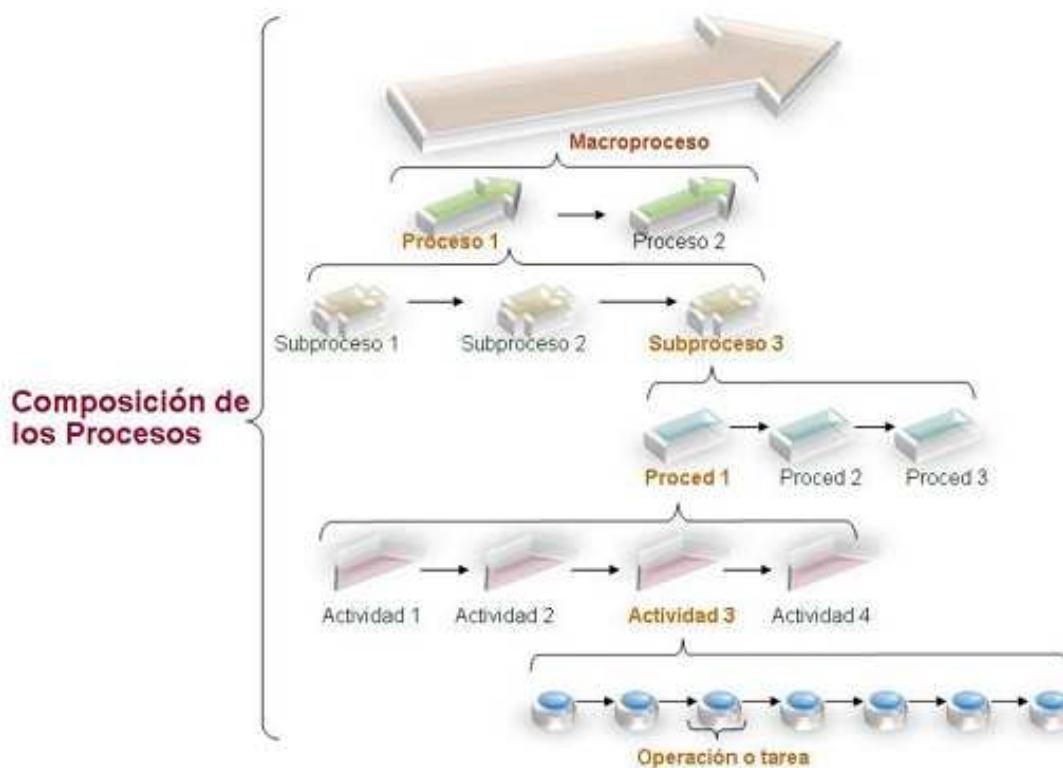 Composición de
los Procesos
Macroproceso
Proceso 1
Proceso 2
Subproceso 1
Subproceso 2
Subproceso 3
Proced 1
Proced 2
Proced 3
Actividad 1
Actividad 2
Actividad 3
Actividad 4
Operación o tarea